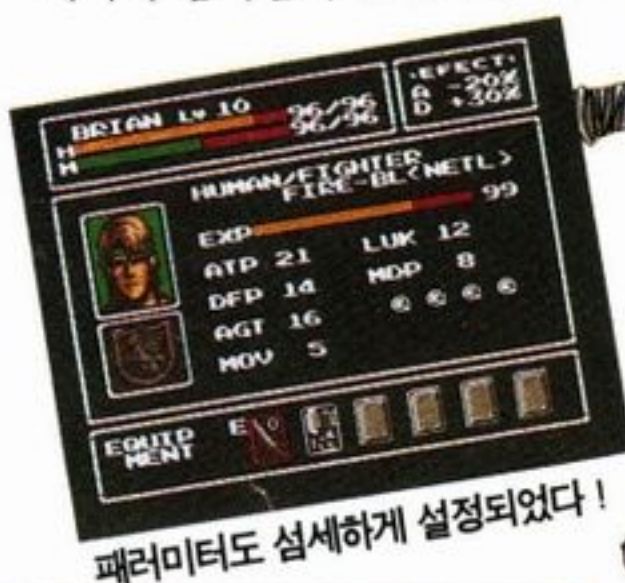 BRIAN Lv 10
H 96/96
M 96/96
·EFECT·
A -20%
D +30%
HUMAN/FIGHTER
FIRE-BL<NETL>
EXP 99
ATP 21 LUK 12
DFP 14 MDP 8
AGT 16
MOV 5
EQUIP
MENT
E
패러미터도 섬세하게 설정되었다 !